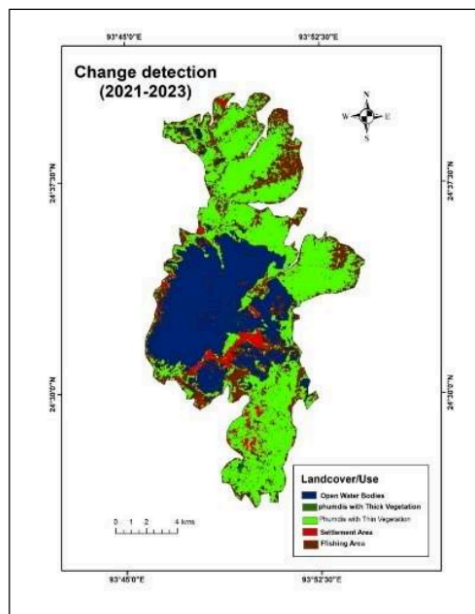 93°45'0"E 93°52'30"E
Change detection
(2021-2023)
N
W E
S
24°37'30"N 24°37'30"N
24°30'0"N 24°30'0"N
Landcover/Use
Open Water Bodies
phumdis with Thick Vegetation
Phumdis with Thin Vegetation
Settlement Area
FIishing Area
0 1 2 4 kms
93°45'0"E 93°52'30"E